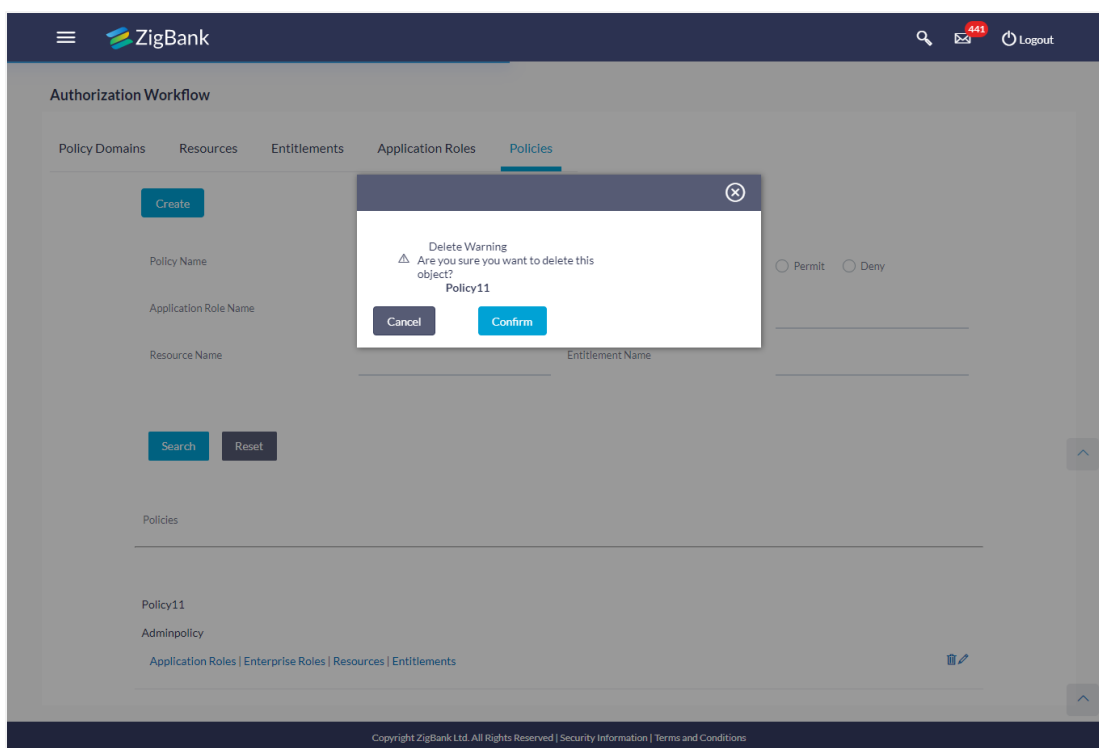 ZigBank
441
Logout
Authorization Workflow
Policy Domains Resources Entitlements Application Roles Policies
Create
Delete Warning
Are you sure you want to delete this
object?
Policy11
Cancel Confirm
Policy Name
Permit Deny
Application Role Name
Resource Name Entitlement Name
Search Reset
Policies
Policy11
Adminpolicy
Application Roles | Enterprise Roles | Resources | Entitlements
Copyright ZigBank Ltd. All Rights Reserved | Security Information | Terms and Conditions